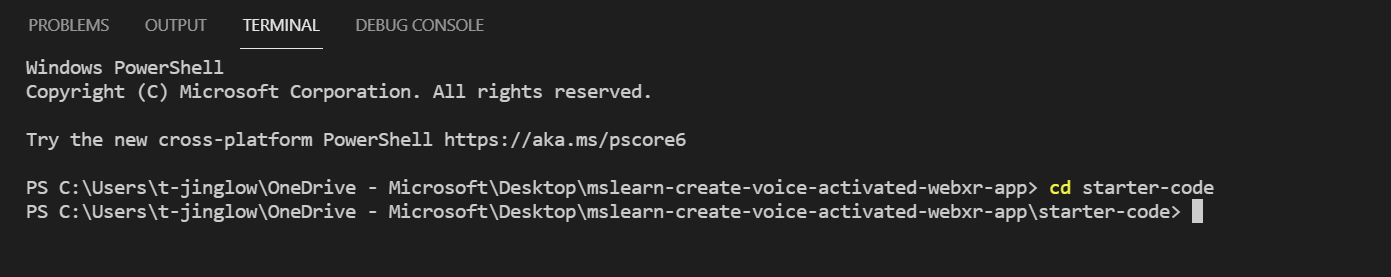 PROBLEMS OUTPUT TERMINAL DEBUG CONSOLE
Windows PowerShell
Copyright (C) Microsoft Corporation. All rights reserved.
Try the new cross-platform PowerShell https://aka.ms/pscore6
PS C:\Users\t-jinglow\OneDrive - Microsoft\Desktop\mslearn-create-voice-activated-webxr-app> cd starter-code
PS C:\Users\t-jinglow\OneDrive - Microsoft\Desktop\mslearn-create-voice-activated-webxr-app\starter-code>